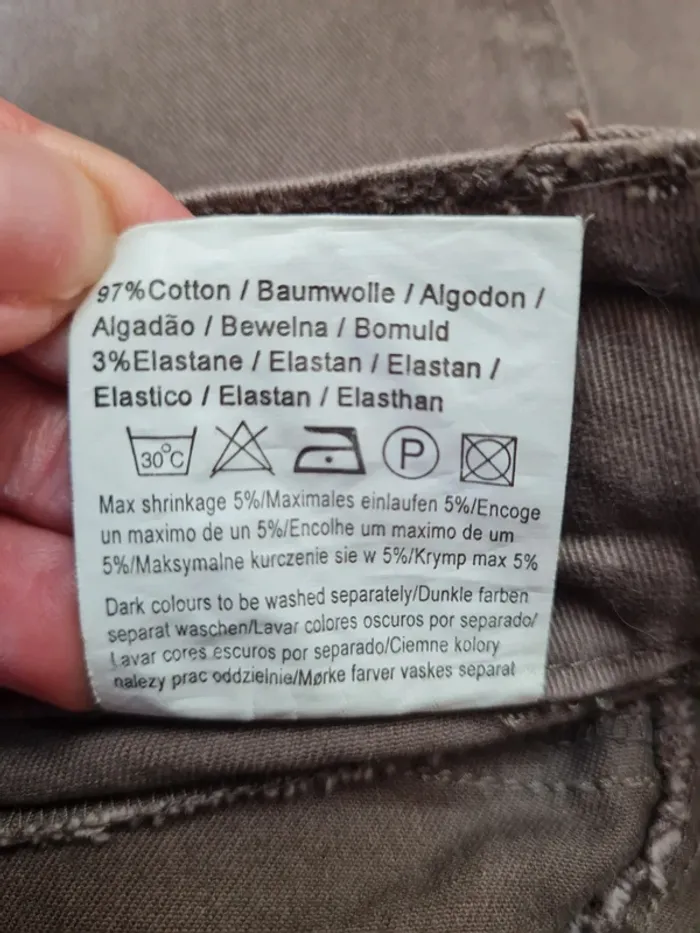 97%Cotton / Baumwolle / Algodon /
Algadão / Bewelna / Bomuld
3%Elastane / Elastan / Elastan /
Elastico / Elastan / Elasthan
30°C P
Max shrinkage 5%/Maximales einlaufen 5%/Encoge
un maximo de un 5%/Encolhe um maximo de um
5%/Maksymalne kurczenie sie w 5%/Krymp max 5%
Dark colours to be washed separately/Dunkle farben
separat waschen/Lavar colores oscuros por separado/
Lavar cores escuros por separado/Ciemne kolory
nalezy prac oddzielnie/Mørke farver vaskes separat